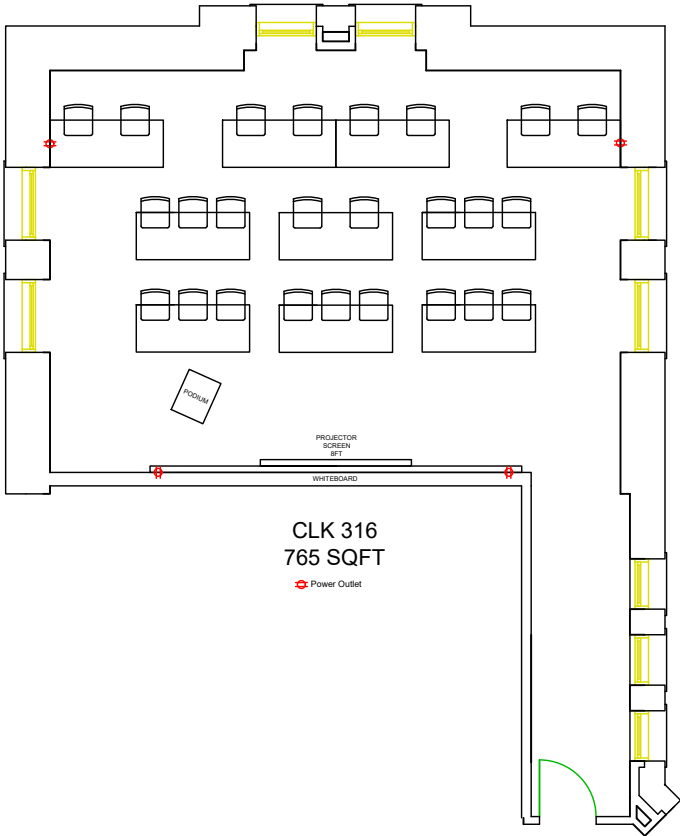 PODIUM
PROJECTOR
SCREEN
8FT
WHITEBOARD
CLK 316
765 SQFT
Power Outlet